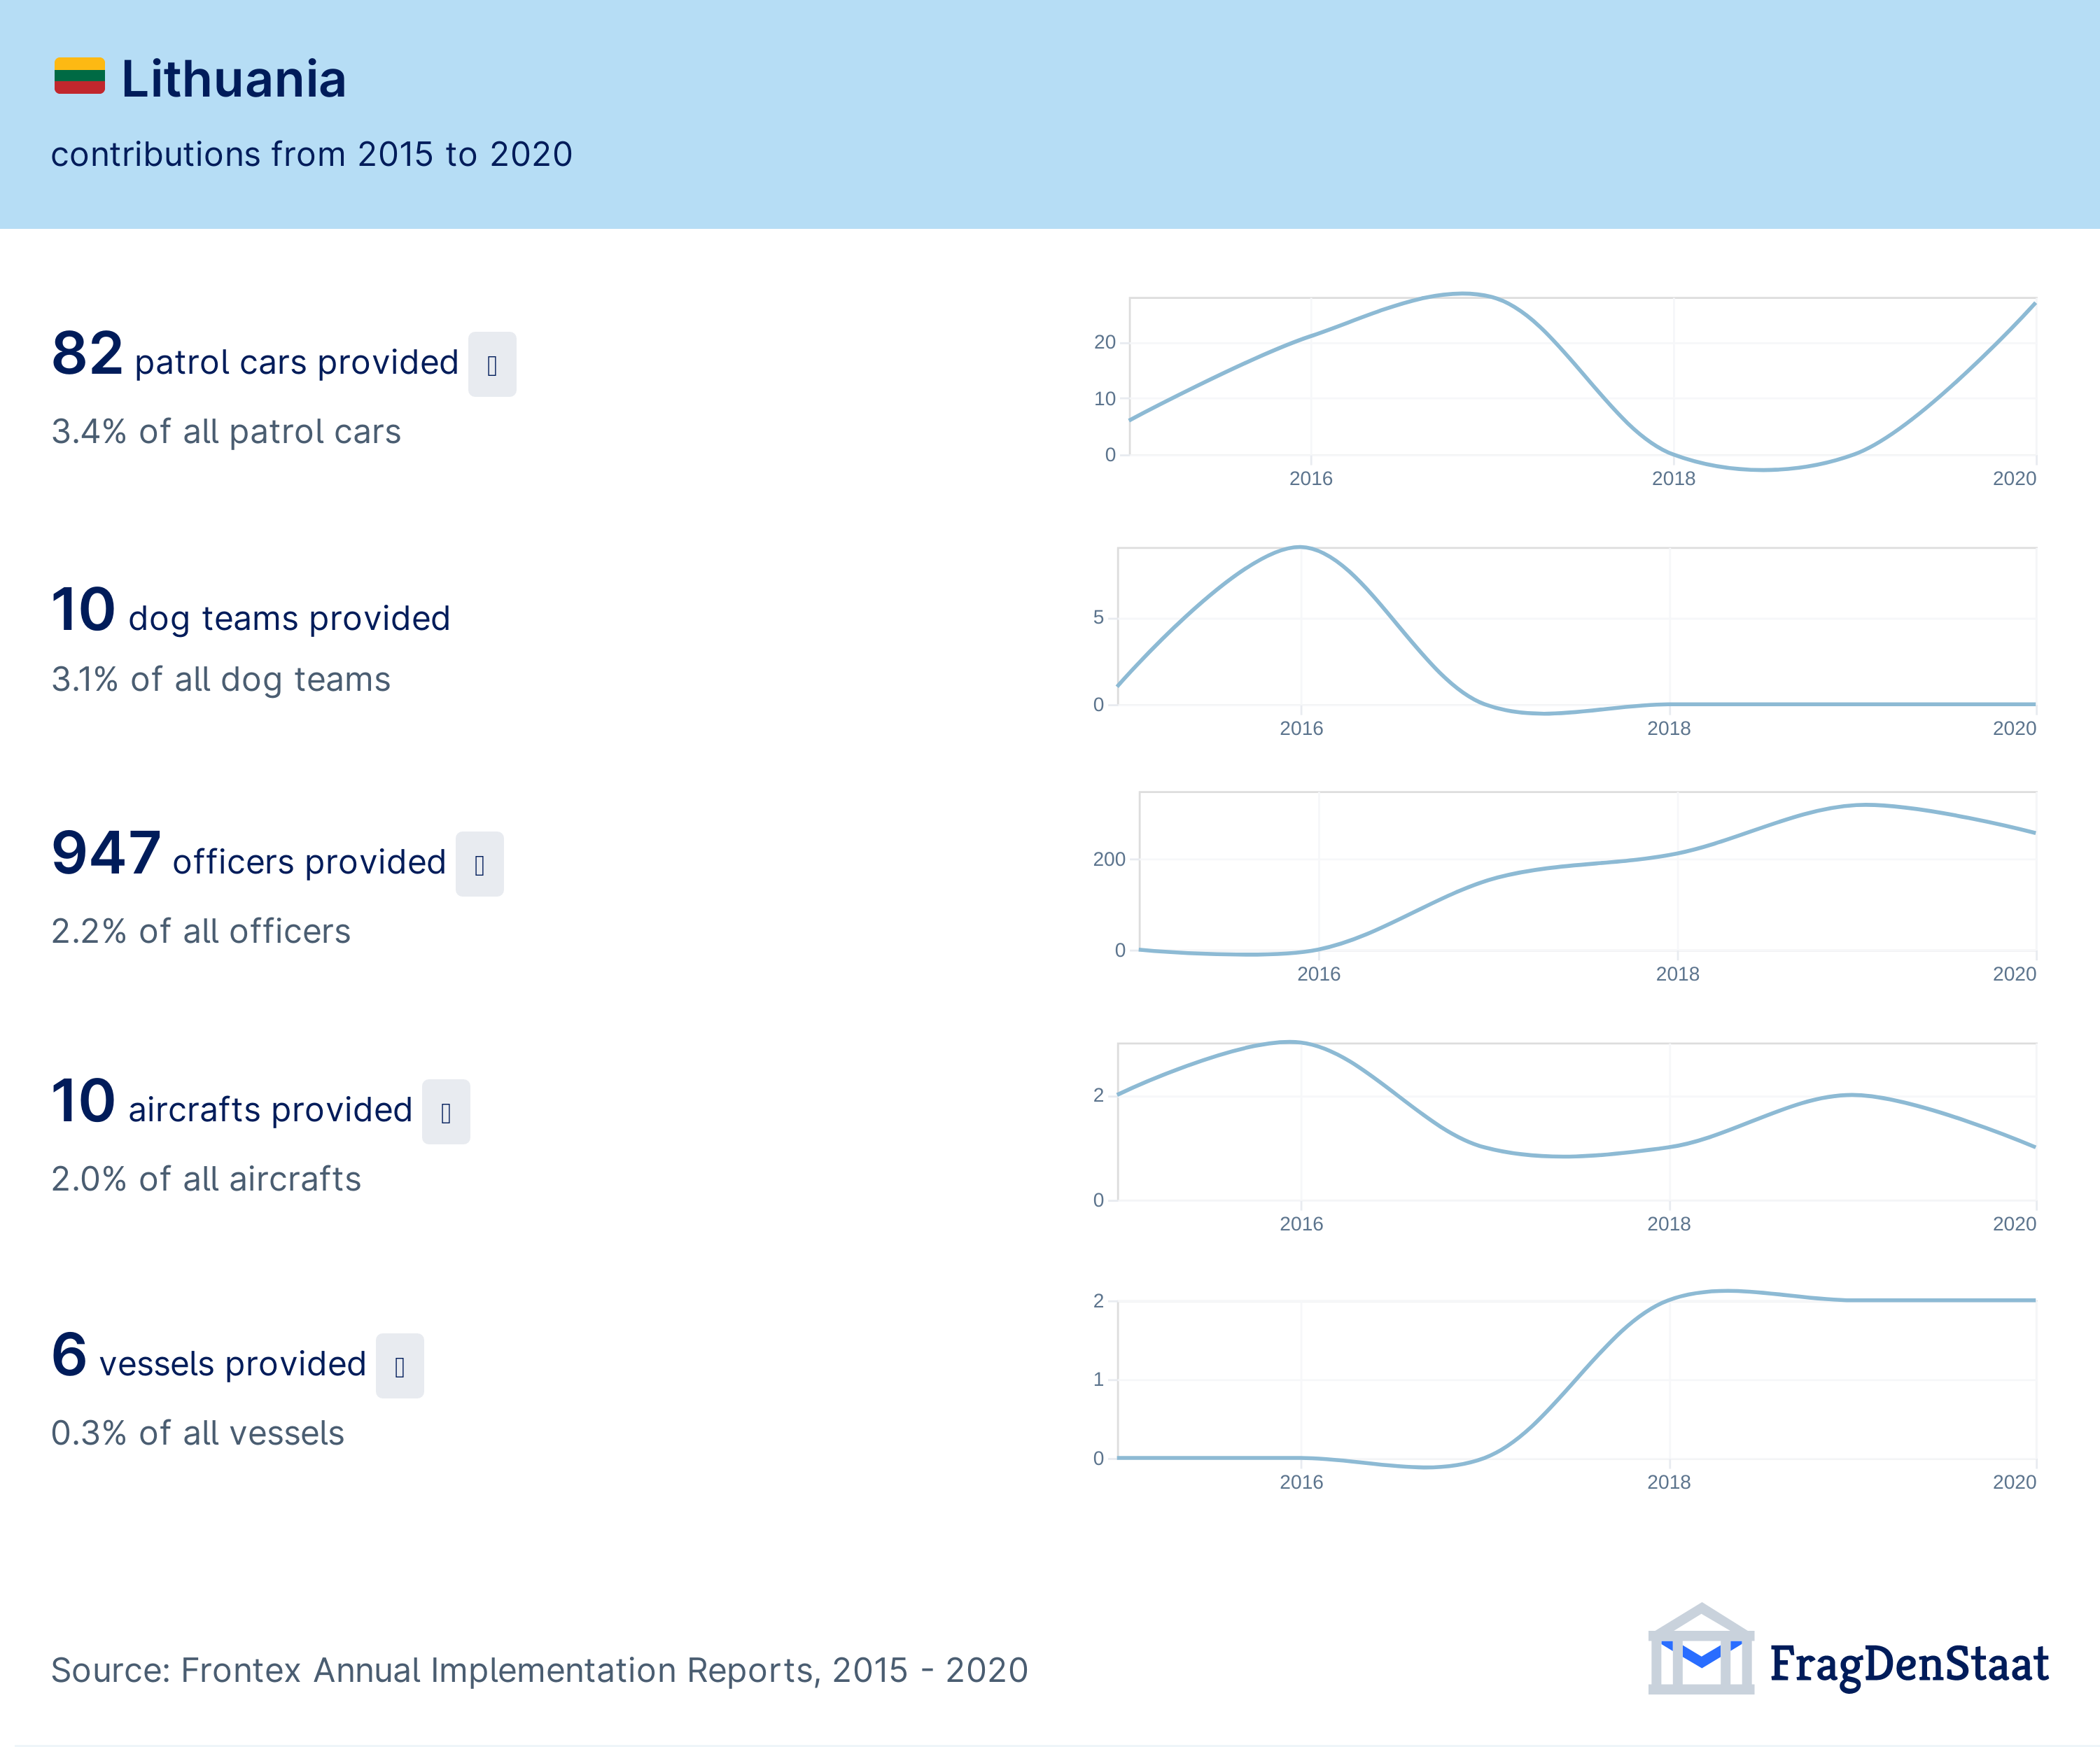 Lithuania
contributions from 2015 to 2020
82 patrol cars provided
3.4% of all patrol cars
20
10
0
2016 2018 2020
10 dog teams provided
3.1% of all dog teams
5
0
2016 2018 2020
947 officers provided
2.2% of all officers
200
0
2016 2018 2020
10 aircrafts provided
2.0% of all aircrafts
2
0
2016 2018 2020
6 vessels provided
0.3% of all vessels
2
1
0
2016 2018 2020
Source: Frontex Annual Implementation Reports, 2015 - 2020
FragDenStaat